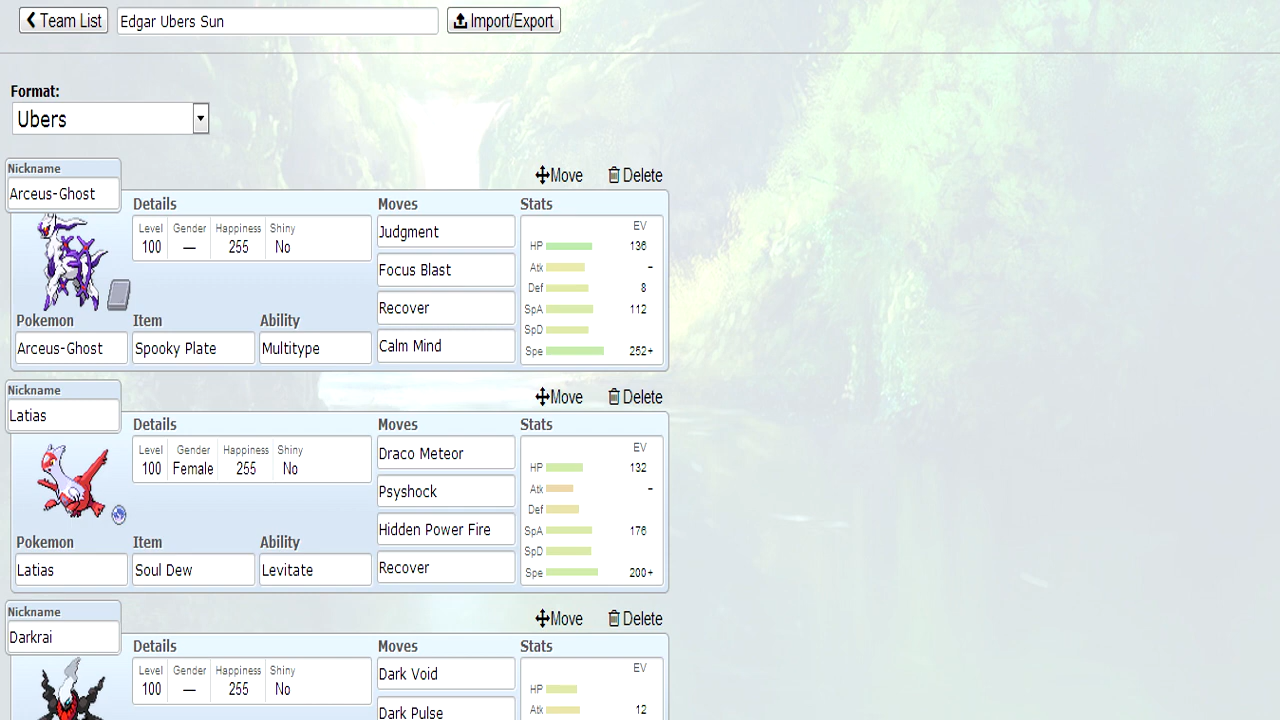 Team List
Edgar Ubers Sun
Import/Export
Format:
Ubers
Nickname
Arceus-Ghost
Move
Delete
Details
Level Gender Happiness Shiny
100 — 255 No
Pokemon
Arceus-Ghost
Item
Spooky Plate
Ability
Multitype
Moves
Judgment
Focus Blast
Recover
Calm Mind
Stats
EV
HP 136
Atk -
Def 8
SpA 112
SpD
Spe 252+
Nickname
Latias
Move
Delete
Details
Level Gender Happiness Shiny
100 Female 255 No
Pokemon
Latias
Item
Soul Dew
Ability
Levitate
Moves
Draco Meteor
Psyshock
Hidden Power Fire
Recover
Stats
EV
HP 132
Atk -
Def
SpA 176
SpD
Spe 200+
Nickname
Darkrai
Move
Delete
Details
Level Gender Happiness Shiny
100 — 255 No
Moves
Dark Void
Dark Pulse
Stats
EV
HP
Atk 12